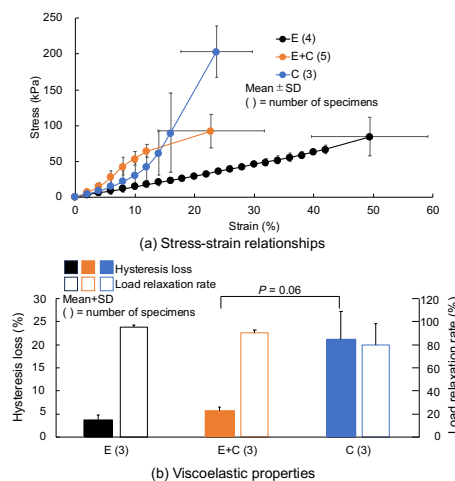 250
200
150
100
50
0
Stress (kPa)
E (4)
E+C (5)
C (3)
Mean ± SD
( ) = number of specimens
0 10 20 30 40 50 60
Strain (%)
(a) Stress-strain relationships
Hysteresis loss
Load relaxation rate
Mean+SD
( ) = number of specimens
P = 0.06
30
25
20
15
10
5
0
Hysteresis loss (%)
120
100
80
60
40
20
0
Load relaxation rate (%)
E (3) E+C (3) C (3)
(b) Viscoelastic properties